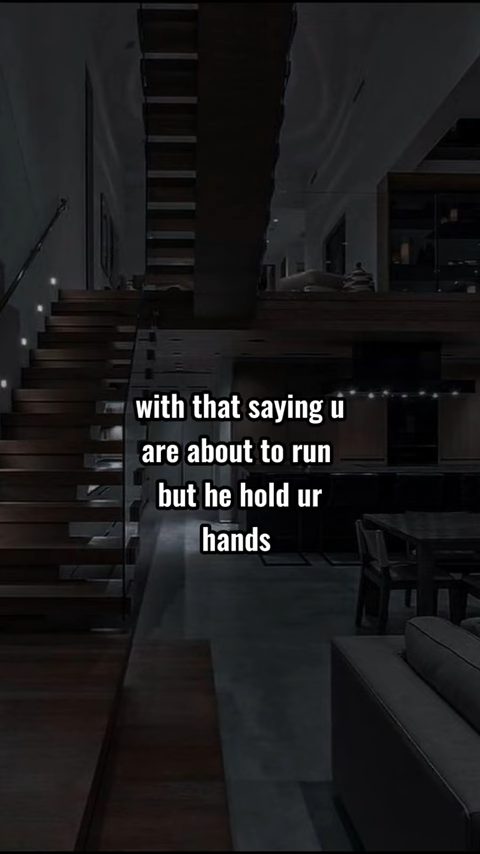 with that saying u
are about to run
but he hold ur
hands